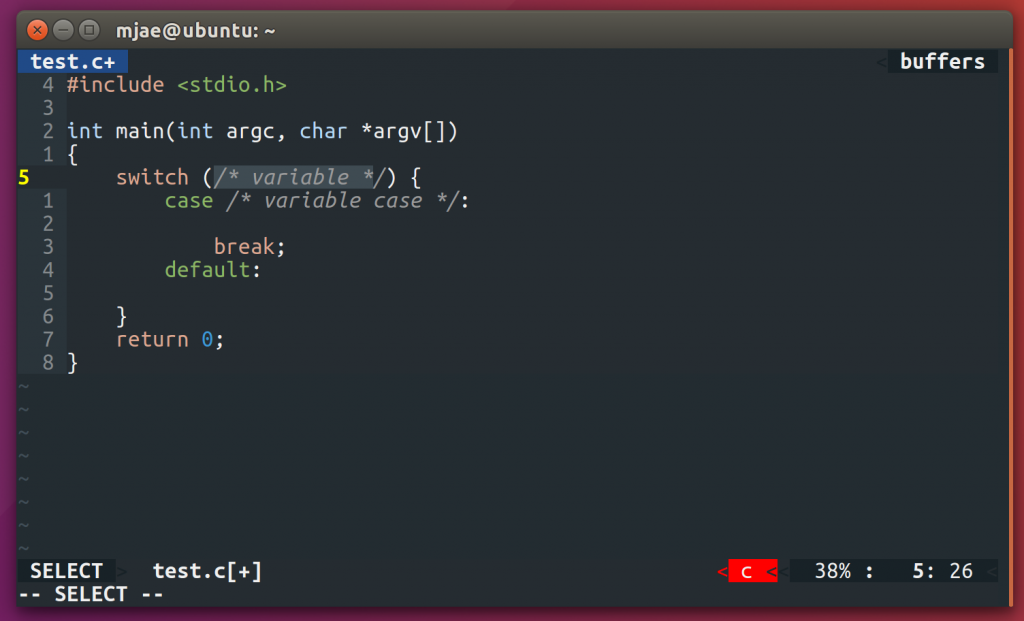 mjae@ubuntu: ~
test.c+ < buffers
4 #include <stdio.h>
3
2 int main(int argc, char *argv[])
1 {
5     switch (/* variable */) {
1         case /* variable case */:
2
3             break;
4         default:
5
6     }
7     return 0;
8 }
~
~
~
~
~
~
~
~
SELECT > test.c[+] < c < < 38% : 5: 26 <
-- SELECT --